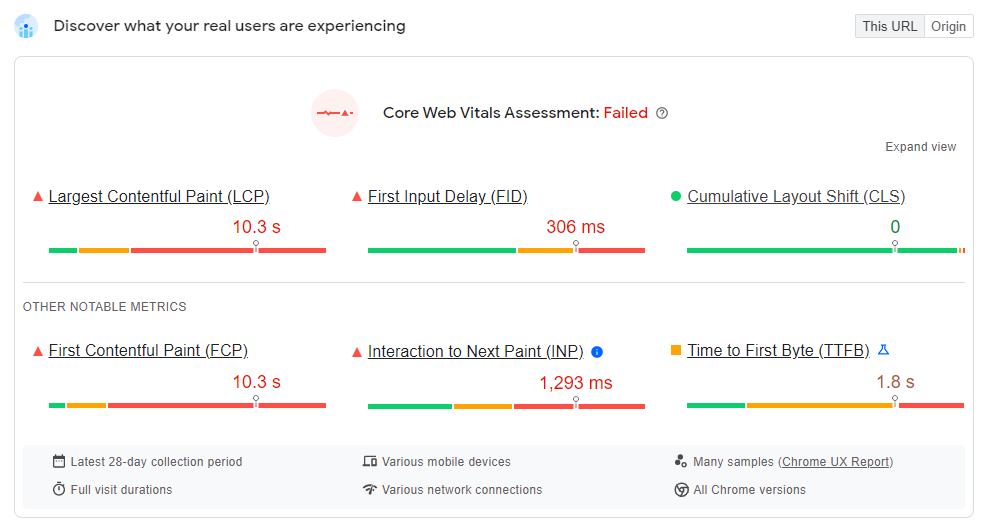 Discover what your real users are experiencing
This URL Origin
Core Web Vitals Assessment: Failed
Expand view
Largest Contentful Paint (LCP)
10.3 s
First Input Delay (FID)
306 ms
Cumulative Layout Shift (CLS)
0
OTHER NOTABLE METRICS
First Contentful Paint (FCP)
10.3 s
Interaction to Next Paint (INP)
1,293 ms
Time to First Byte (TTFB)
1.8 s
Latest 28-day collection period
Various mobile devices
Many samples (Chrome UX Report)
Full visit durations
Various network connections
All Chrome versions